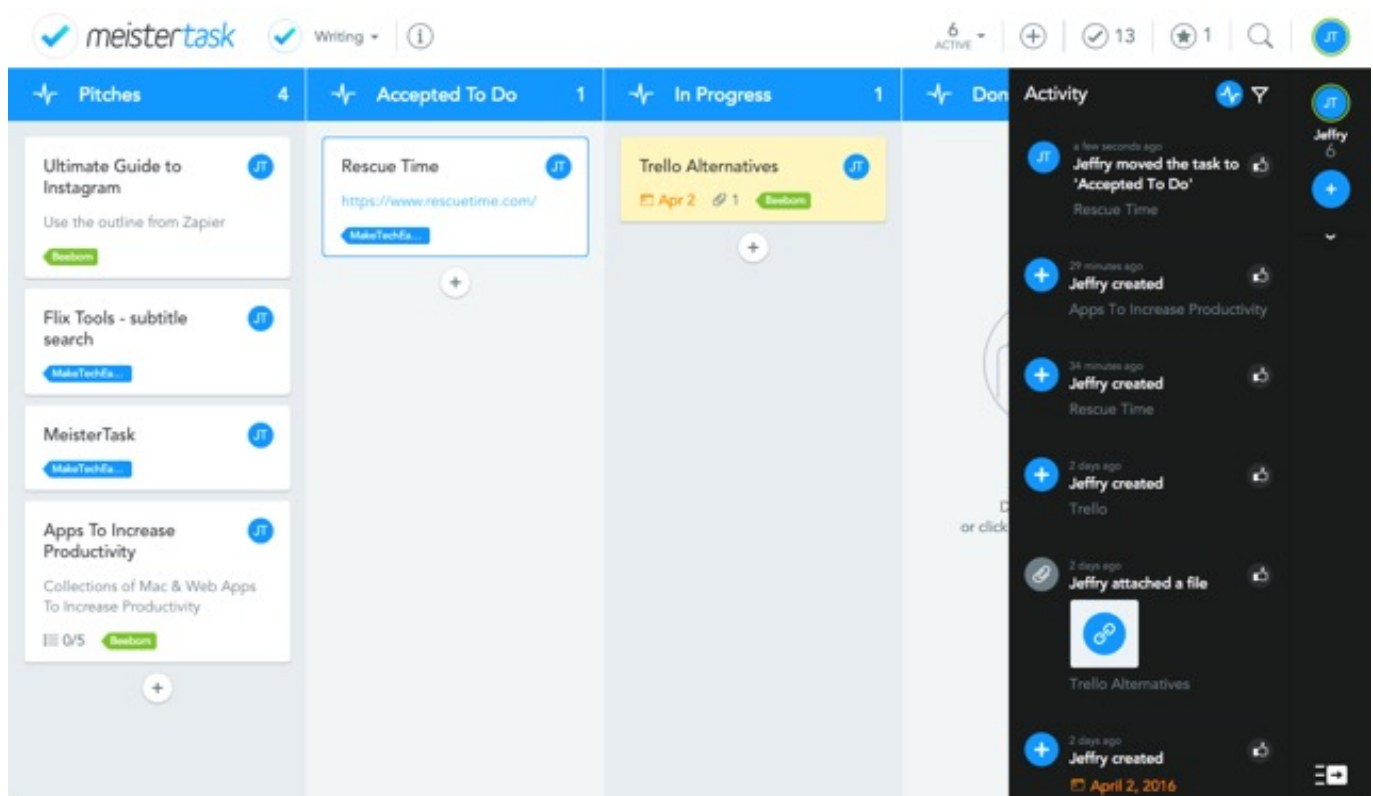 meistertask
Writing
6
ACTIVE
13
1
JT
Pitches 4
Ultimate Guide to
Instagram
JT
Use the outline from Zapier
Beebom
Flix Tools - subtitle
search
JT
MakeTechEa...
MeisterTask
JT
MakeTechEa...
Apps To Increase
Productivity
JT
Collections of Mac & Web Apps
To Increase Productivity
0/5 Beebom
Accepted To Do 1
Rescue Time
JT
https://www.rescuetime.com/
MakeTechEa...
In Progress 1
Trello Alternatives
JT
Apr 2 1 Beebom
Don
D
or click
Activity
JT
a few seconds ago
Jeffry moved the task to
'Accepted To Do'
Rescue Time
29 minutes ago
Jeffry created
Apps To Increase Productivity
34 minutes ago
Jeffry created
Rescue Time
2 days ago
Jeffry created
Trello
2 days ago
Jeffry attached a file
Trello Alternatives
2 days ago
Jeffry created
April 2, 2016
JT
Jeffry
6